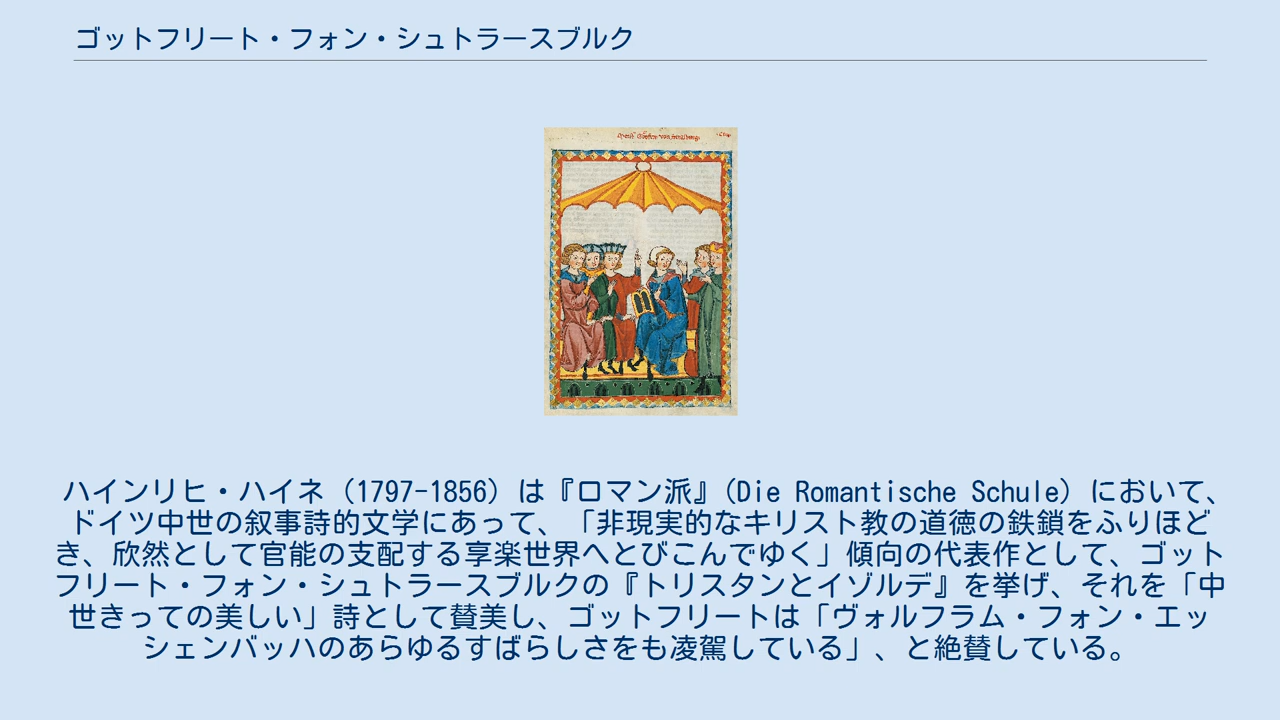 ゴットフリート・フォン・シュトラースブルク
ハインリヒ・ハイネ (1797-1856) は『ロマン派』(Die Romantische Schule) において、
ドイツ中世の叙事詩的文学にあって、「非現実的なキリスト教の道徳の鉄鎖をふりほど
き、欣然として官能の支配する享楽世界へとびこんでゆく」傾向の代表作として、ゴット
フリート・フォン・シュトラースブルクの『トリスタンとイゾルデ』を挙げ、それを「中
世きっての美しい」詩として賛美し、ゴットフリートは「ヴォルフラム・フォン・エッ
シェンバッハのあらゆるすばらしさをも凌駕している」、と絶賛している。